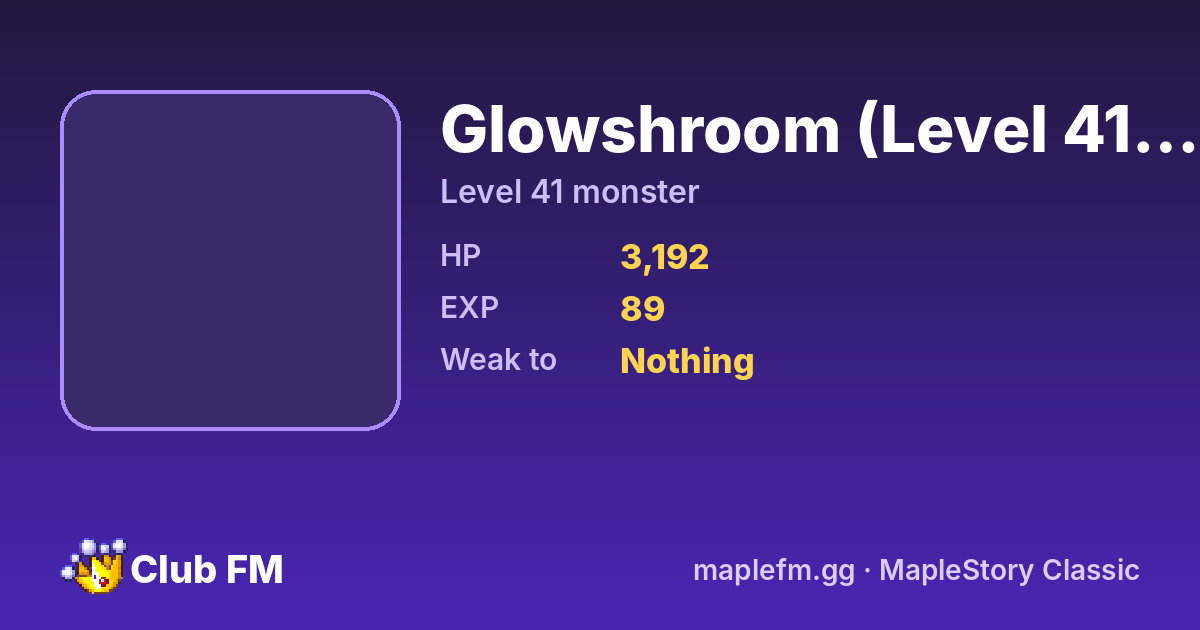 Glowshroom (Level 41…
Level 41 monster
HP 3,192
EXP 89
Weak to Nothing
Club FM
maplefm.gg · MapleStory Classic